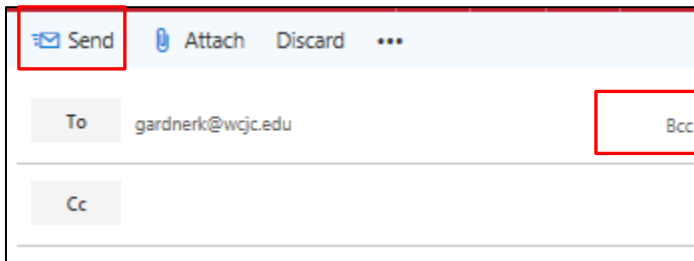 Send Attach Discard •••
To gardnerk@wcjc.edu Bcc
Cc